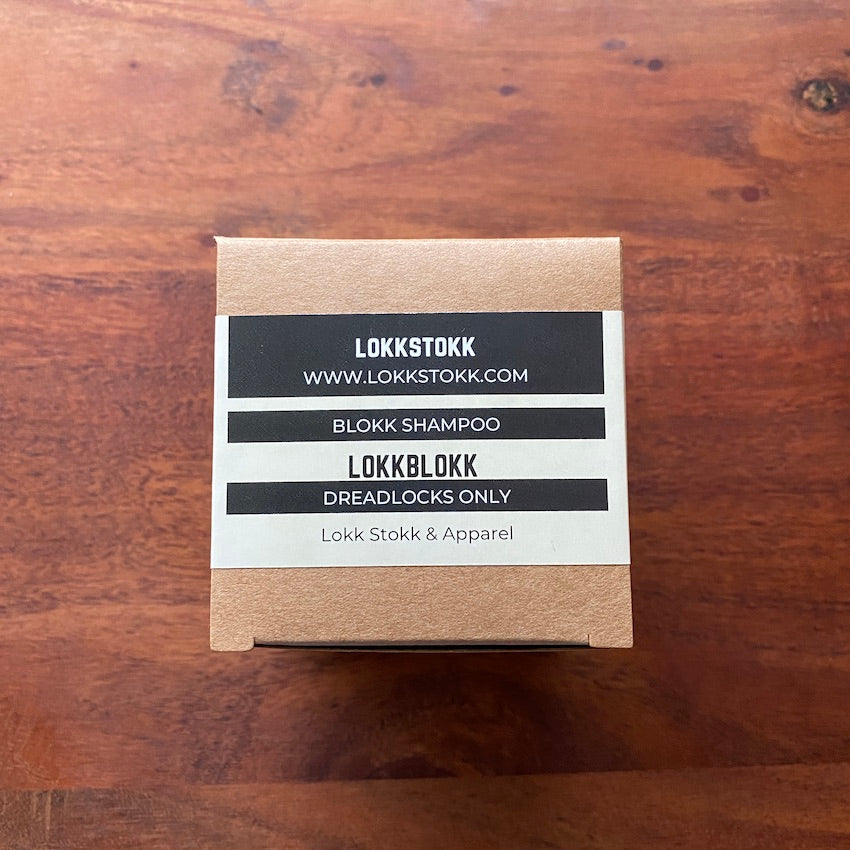 LOKKSTOKK
WWW.LOKKSTOKK.COM
BLOKK SHAMPOO
LOKKBLOKK
DREADLOCKS ONLY
Lokk Stokk & Apparel